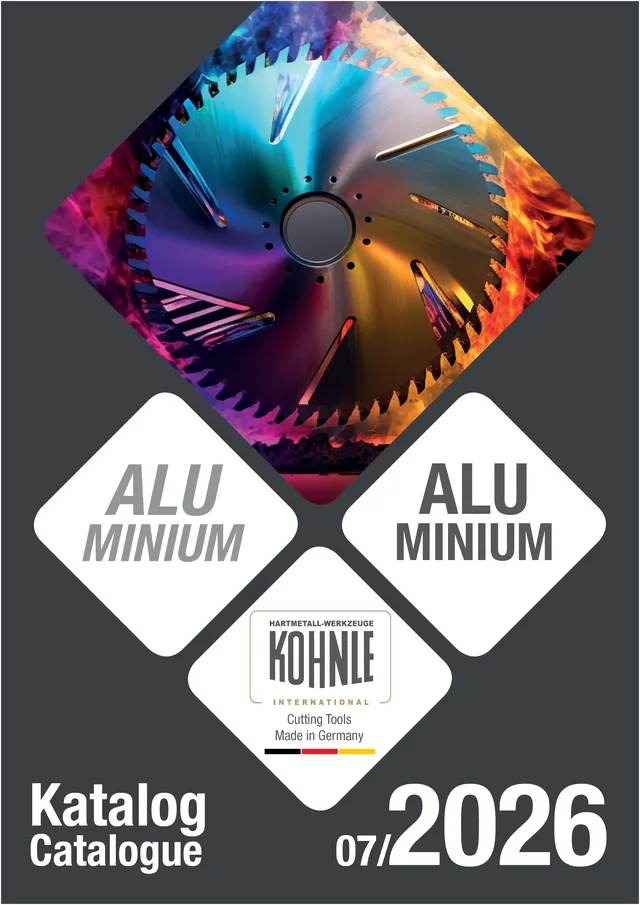 ALU
MINIUM
ALU
MINIUM
HARTMETALL-WERKZEUGE
KOHNLE
INTERNATIONAL
Cutting Tools
Made in Germany
Katalog
Catalogue
07/2026